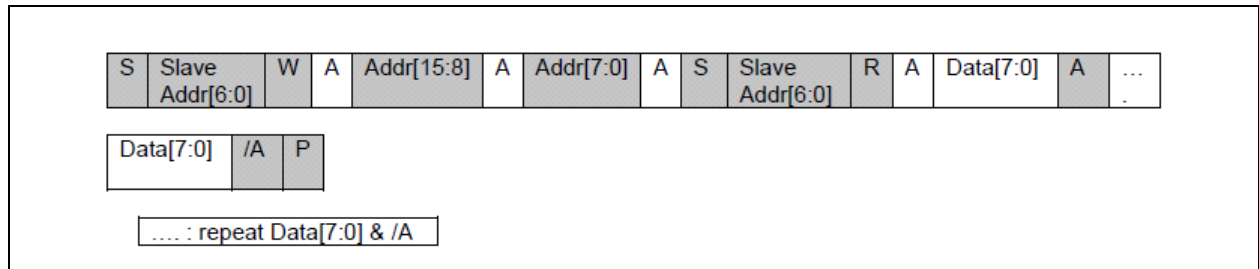 S Slave W A Addr[15:8] A Addr[7:0] A S Slave R A Data[7:0] A ...
Addr[6:0] Addr[6:0] .
Data[7:0] /A P
.... : repeat Data[7:0] & /A